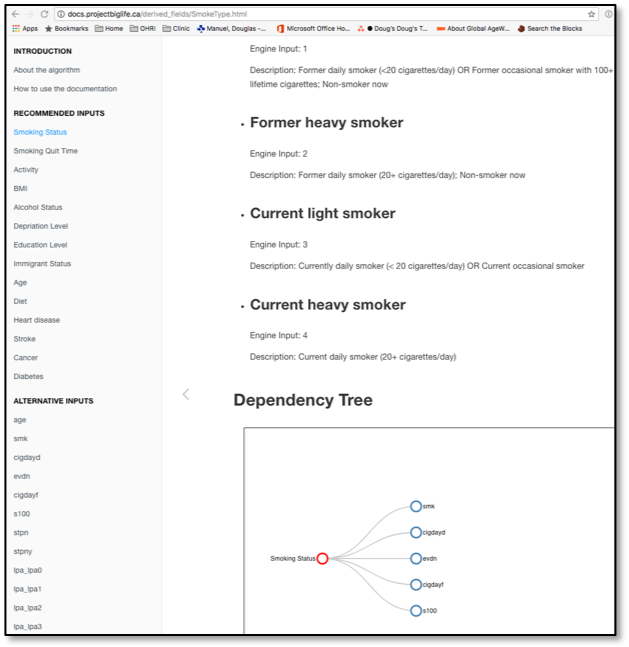 docs.projectbiglife.ca/derived_fields/SmokeType.html
Apps Bookmarks Home OHRI Clinic Manuel, Douglas -... Microsoft Office Ho... Doug's Doug's T... About Global AgeW... Search the Blocks
INTRODUCTION
About the algorithm
How to use the documentation
RECOMMENDED INPUTS
Smoking Status
Smoking Quit Time
Activity
BMI
Alcohol Status
Depriation Level
Education Level
Immigrant Status
Age
Diet
Heart disease
Stroke
Cancer
Diabetes
ALTERNATIVE INPUTS
age
smk
cigdayd
evdn
cigdayf
s100
stpn
stpny
lpa_lpa0
lpa_lpa1
lpa_lpa2
lpa_lpa3
Engine Input: 1
Description: Former daily smoker (<20 cigarettes/day) OR Former occasional smoker with 100+
lifetime cigarettes; Non-smoker now
Former heavy smoker
Engine Input: 2
Description: Former daily smoker (20+ cigarettes/day); Non-smoker now
Current light smoker
Engine Input: 3
Description: Currently daily smoker (< 20 cigarettes/day) OR Current occasional smoker
Current heavy smoker
Engine Input: 4
Description: Current daily smoker (20+ cigarettes/day)
Dependency Tree
smk
cigdayd
Smoking Status
evdn
cigdayf
s100